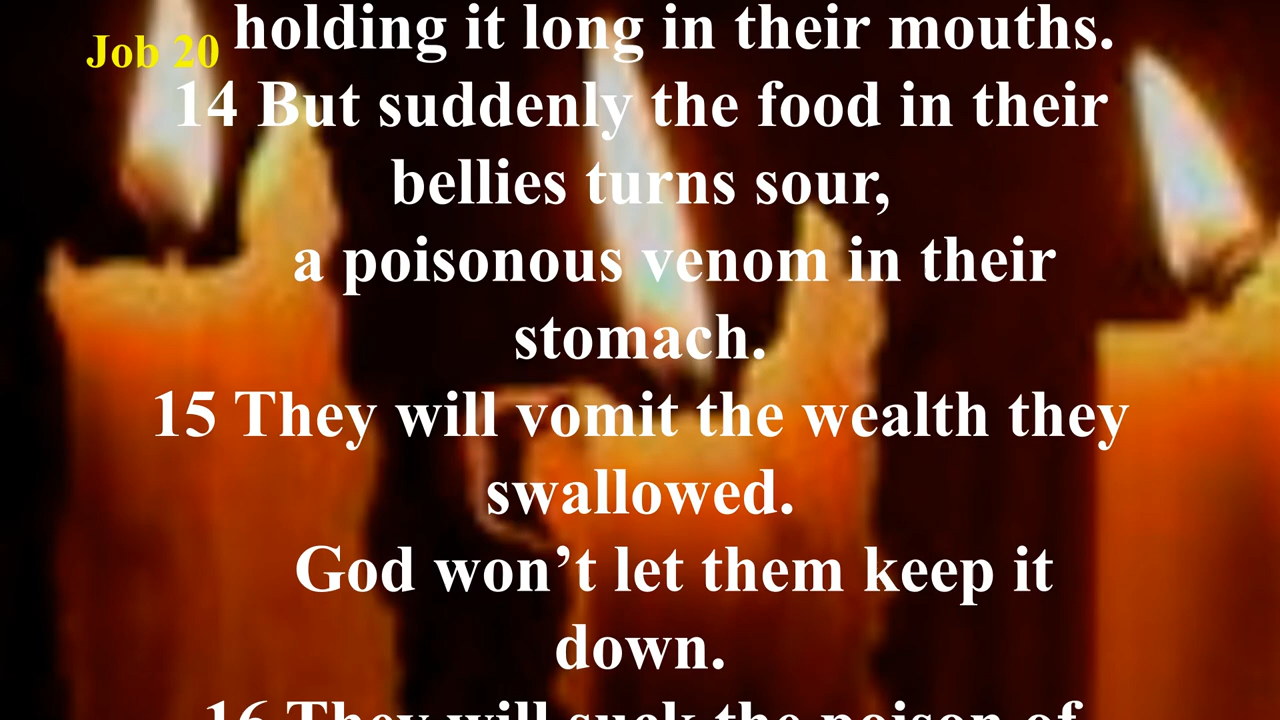 Job 20
holding it long in their mouths.
14 But suddenly the food in their
bellies turns sour,
a poisonous venom in their
stomach.
15 They will vomit the wealth they
swallowed.
God won’t let them keep it
down.
16 They will suck the poison of